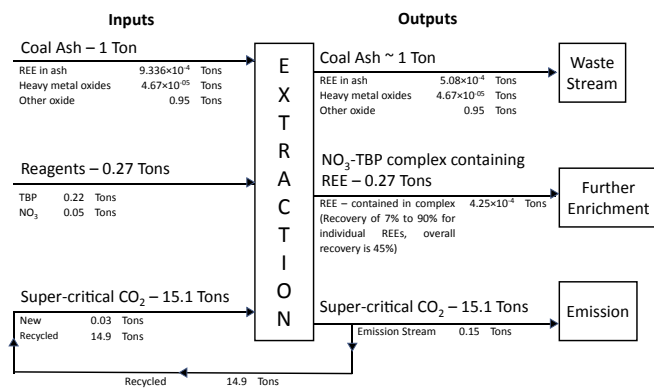 Inputs
Outputs
Coal Ash – 1 Ton
REE in ash 9.336×10⁻⁴ Tons
Heavy metal oxides 4.67×10⁻⁰⁵ Tons
Other oxide 0.95 Tons
Reagents – 0.27 Tons
TBP 0.22 Tons
NO₃ 0.05 Tons
Super-critical CO₂ – 15.1 Tons
New 0.03 Tons
Recycled 14.9 Tons
EXTRACTION
Coal Ash ~ 1 Ton
REE in ash 5.08×10⁻⁴ Tons
Heavy metal oxides 4.67×10⁻⁰⁵ Tons
Other oxide 0.95 Tons
Waste
Stream
NO₃-TBP complex containing
REE – 0.27 Tons
REE – contained in complex 4.25×10⁻⁴ Tons
(Recovery of 7% to 90% for
individual REEs, overall
recovery is 45%)
Further
Enrichment
Super-critical CO₂ – 15.1 Tons
Emission Stream 0.15 Tons
Emission
Recycled 14.9 Tons